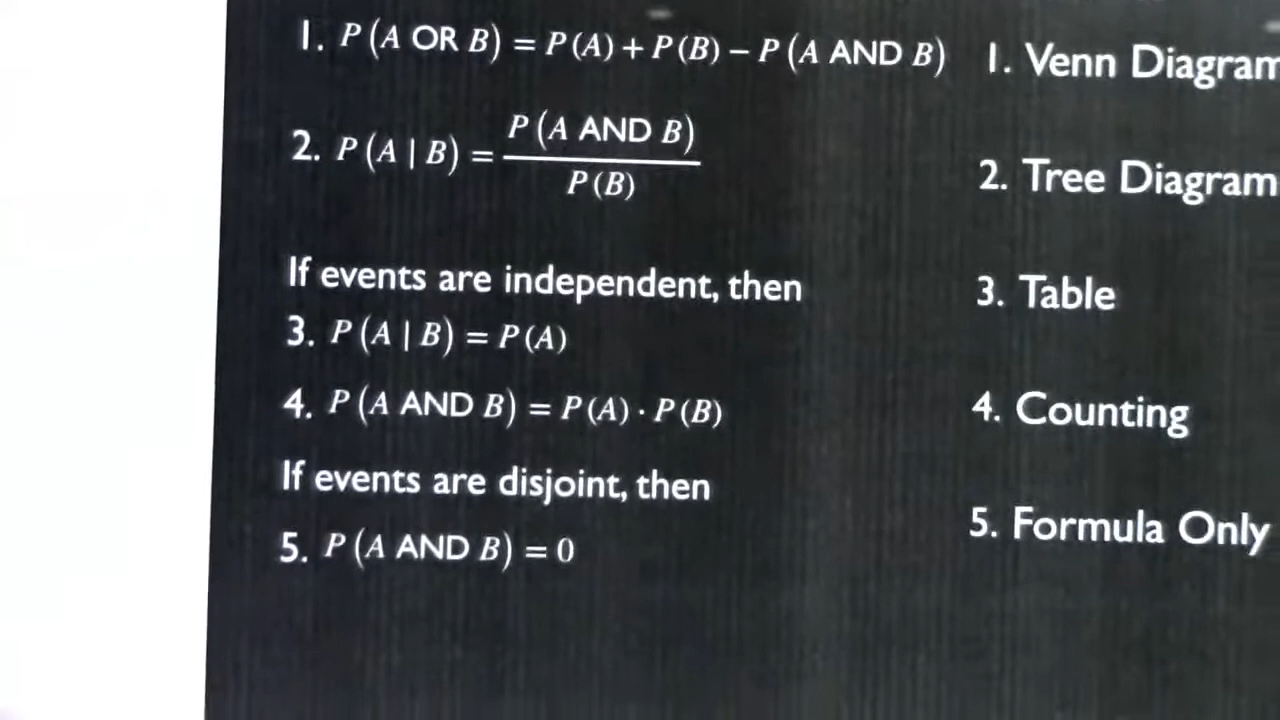 1. P (A OR B) = P(A) + P(B) − P (A AND B)
2. P (A | B) = P (A AND B) / P(B)
If events are independent, then
3. P (A | B) = P(A)
4. P (A AND B) = P(A) · P(B)
If events are disjoint, then
5. P (A AND B) = 0
1. Venn Diagram
2. Tree Diagram
3. Table
4. Counting
5. Formula Only